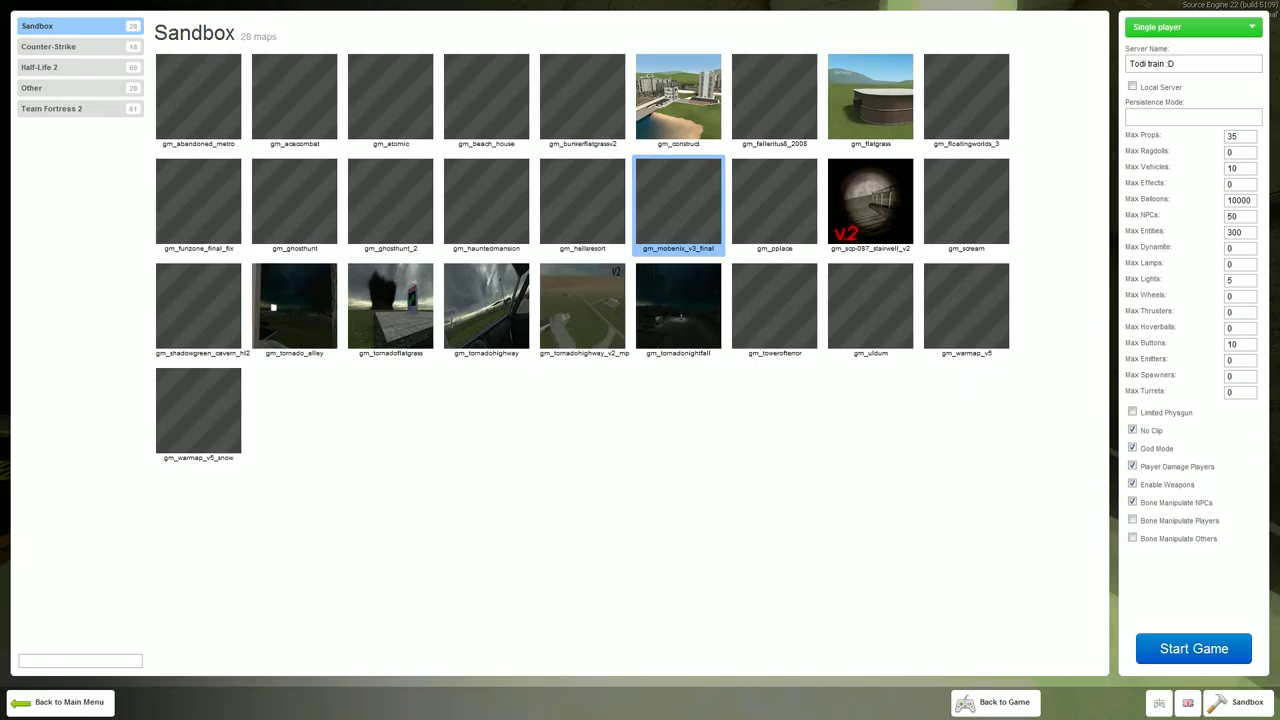 Source Engine 22 (build 5109)
Sandbox 28
Counter-Strike 18
Half-Life 2 69
Other 28
Team Fortress 2 61
Sandbox 28 maps
gm_abandoned_metro gm_acecombat gm_atomic gm_beach_house gm_bunkerflatgrassv2 gm_construct gm_falleritus8_2008 gm_flatgrass gm_floatingworlds_3
v2
gm_funzone_final_fix gm_ghosthunt gm_ghosthunt_2 gm_hauntedmansion gm_hellsresort gm_mobenix_v3_final gm_pplace gm_scp-087_stairwell_v2 gm_scream
V2
gm_shadowgreen_cavern_hl2 gm_tornado_alley gm_tornadoflatgrass gm_tornadohighway gm_tornadohighway_v2_mp gm_tornadonightfall gm_towerofterror gm_uldum gm_warmap_v5
gm_warmap_v5_snow
Single player
Server Name:
Todi train :D
Local Server
Persistence Mode:
Max Props: 35
Max Ragdolls: 0
Max Vehicles: 10
Max Effects: 0
Max Balloons: 10000
Max NPCs: 50
Max Entities: 300
Max Dynamite: 0
Max Lamps: 0
Max Lights: 5
Max Wheels: 0
Max Thrusters: 0
Max Hoverballs: 0
Max Buttons: 10
Max Emitters: 0
Max Spawners: 0
Max Turrets: 0
Limited Physgun
No Clip
God Mode
Player Damage Players
Enable Weapons
Bone Manipulate NPCs
Bone Manipulate Players
Bone Manipulate Others
Start Game
Back to Main Menu
Back to Game
Sandbox